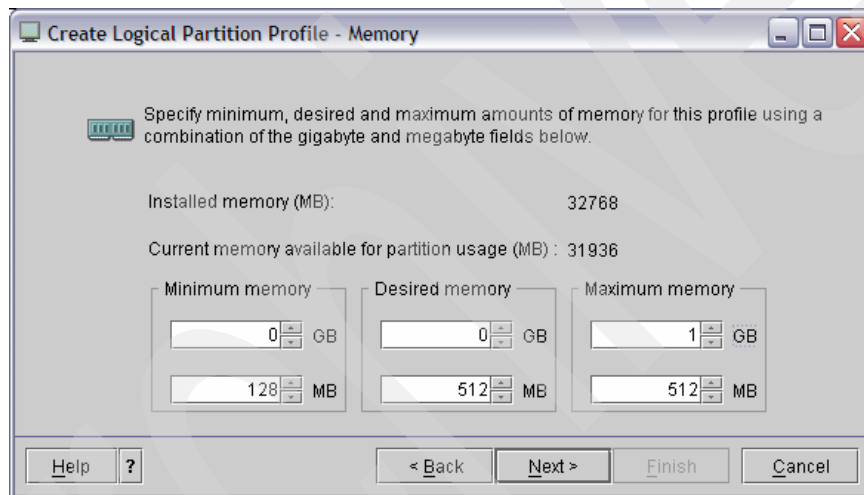 Create Logical Partition Profile - Memory
Specify minimum, desired and maximum amounts of memory for this profile using a
combination of the gigabyte and megabyte fields below.
Installed memory (MB): 32768
Current memory available for partition usage (MB) : 31936
Minimum memory Desired memory Maximum memory
0 GB 0 GB 1 GB
128 MB 512 MB 512 MB
Help ? < Back Next > Finish Cancel